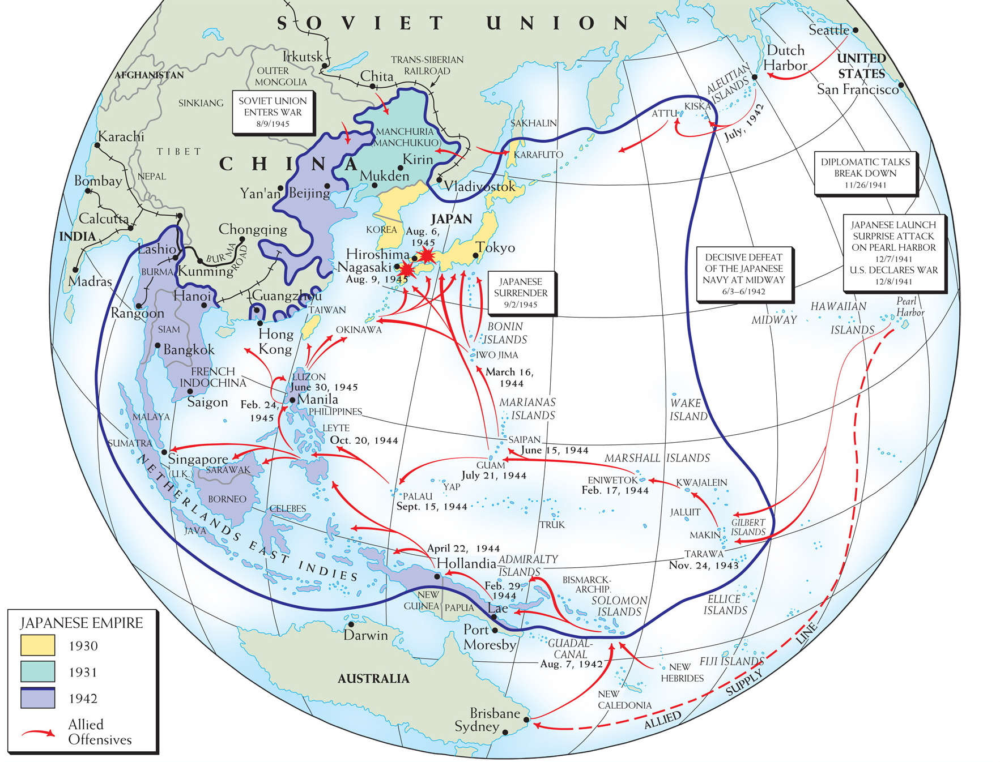 SOVIET UNION
Seattle
Dutch
Harbor
UNITED
STATES
San Francisco
ALEUTIAN
ISLANDS
Irkutsk
TRANS-SIBERIAN
RAILROAD
Chita
OUTER
MONGOLIA
AFGHANISTAN
SINKIANG
SOVIET UNION
ENTERS WAR
8/9/1945
MANCHURIA
(MANCHUKUO)
Kirin
Mukden
SAKHALIN
KARAFUTO
ATTU
KISKA
July, 1942
Karachi
TIBET
CHINA
NEPAL
Bombay
Yan'an
Beijing
Vladivostok
DIPLOMATIC TALKS
BREAK DOWN
11/26/1941
Calcutta
INDIA
Chongqing
KOREA
JAPAN
Aug. 6,
1945
Hiroshima
Nagasaki
Aug. 9, 1945
Tokyo
JAPANESE LAUNCH
SURPRISE ATTACK
ON PEARL HARBOR
12/7/1941
U.S. DECLARES WAR
12/8/1941
Lashio
BURMA
ROAD
BURMA
Kunming
Madras
DECISIVE DEFEAT
OF THE JAPANESE
NAVY AT MIDWAY
6/3–6/1942
JAPANESE
SURRENDER
9/2/1945
Hanoi
Guangzhou
Rangoon
TAIWAN
OKINAWA
Hong
Kong
SIAM
Bangkok
BONIN
ISLANDS
IWO JIMA
March 16,
1944
MIDWAY
HAWAIIAN
ISLANDS
Pearl
Harbor
FRENCH
INDOCHINA
Saigon
LUZON
June 30, 1945
Manila
Feb. 24,
1945
PHILIPPINES
LEYTE
Oct. 20, 1944
MARIANAS
ISLANDS
WAKE
ISLAND
MALAYA
SUMATRA
Singapore
(U.K.)
SARAWAK
SAIPAN
June 15, 1944
GUAM
July 21, 1944
MARSHALL ISLANDS
ENIWETOK
Feb. 17, 1944
KWAJALEIN
BORNEO
YAP
PALAU
Sept. 15, 1944
CELEBES
JAVA
NETHERLANDS EAST INDIES
TRUK
JALUIT
GILBERT
ISLANDS
MAKIN
TARAWA
Nov. 24, 1943
April 22, 1944
Hollandia
ADMIRALTY
ISLANDS
Feb. 29,
1944
BISMARCK-
ARCHIP.
SOLOMON
ISLANDS
NEW
GUINEA
PAPUA
Lae
ELLICE
ISLANDS
Darwin
Port
Moresby
GUADAL-
CANAL
Aug. 7, 1942
FIJI ISLANDS
NEW
HEBRIDES
NEW
CALEDONIA
AUSTRALIA
Brisbane
Sydney
ALLIED SUPPLY LINE
JAPANESE EMPIRE
1930
1931
1942
Allied
Offensives